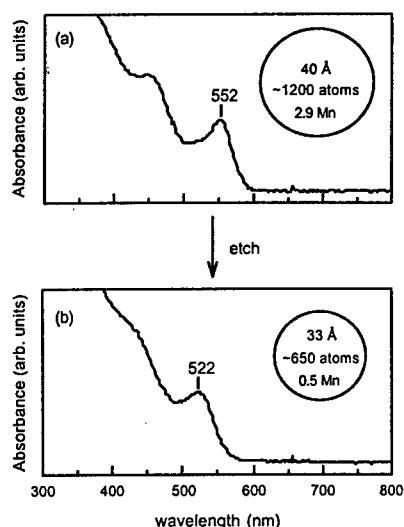 (a)
552
40 Å
~1200 atoms
2.9 Mn
Absorbance (arb. units)
etch
(b)
522
33 Å
~650 atoms
0.5 Mn
Absorbance (arb. units)
300 400 500 600 700 800
wavelength (nm)